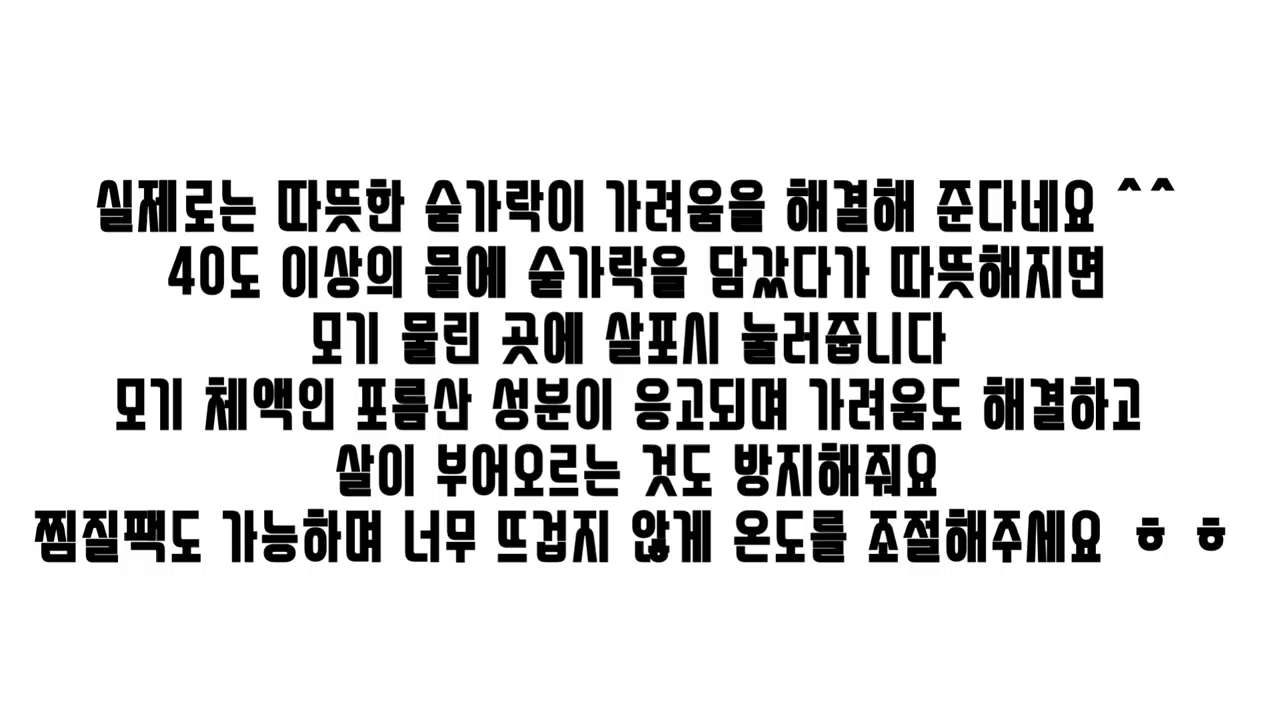 실제로는 따뜻한 숟가락이 가려움을 해결해 준다네요 ^^
40도 이상의 물에 숟가락을 담갔다가 따뜻해지면
모기 물린 곳에 살포시 눌러줍니다
모기 체액인 포름산 성분이 응고되며 가려움도 해결하고
살이 부어오르는 것도 방지해줘요
찜질팩도 가능하며 너무 뜨겁지 않게 온도를 조절해주세요 ㅎㅎ